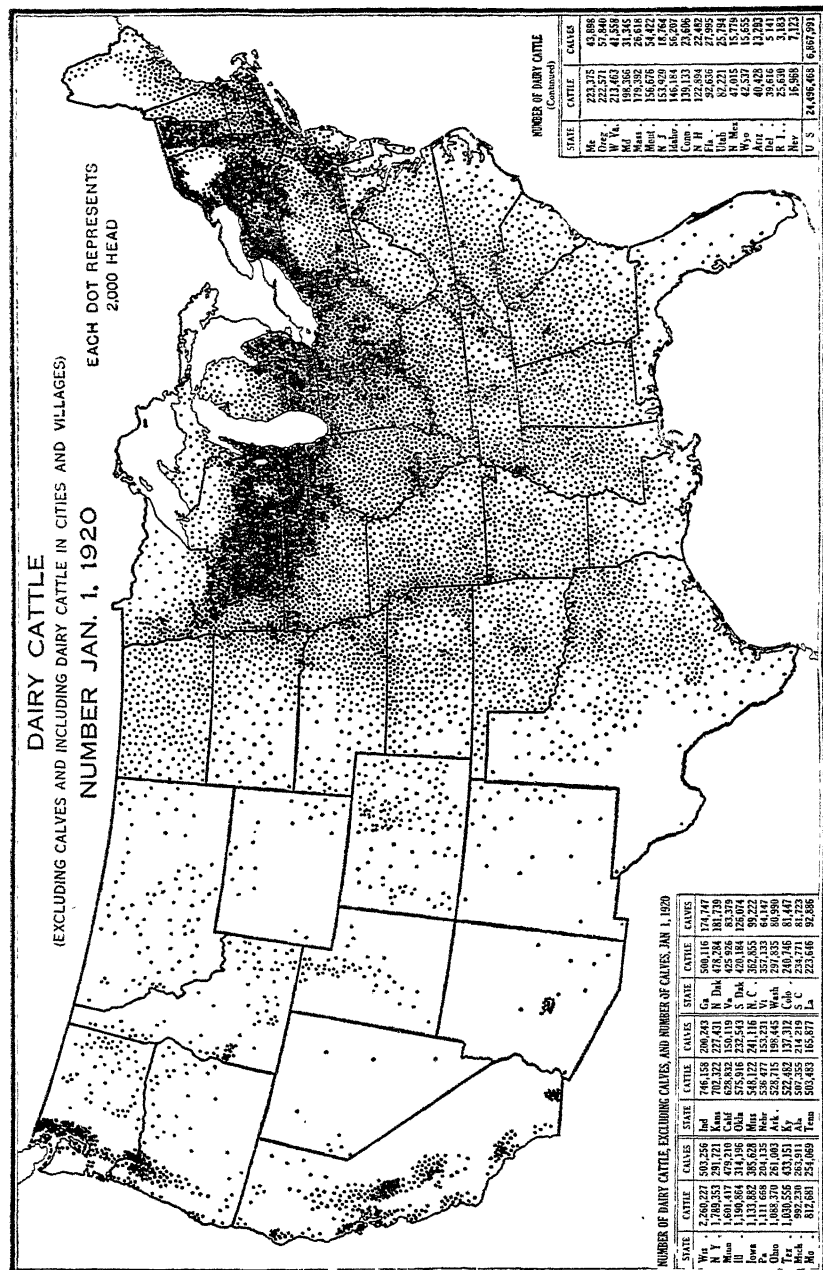 DAIRY CATTLE
(EXCLUDING CALVES AND INCLUDING DAIRY CATTLE IN CITIES AND VILLAGES)
NUMBER JAN. 1, 1920
EACH DOT REPRESENTS
2,000 HEAD
NUMBER OF DAIRY CATTLE, EXCLUDING CALVES, AND NUMBER OF CALVES, JAN 1, 1920
STATE CATTLE CALVES STATE CATTLE CALVES STATE CATTLE CALVES
Wis 2,260,227 503,256 Ind 746,158 200,243 Ga 500,116 174,747
N Y 1,789,353 291,721 Kans 702,322 227,431 N Dak 478,284 181,739
Minn 1,601,417 479,210 Calif 628,832 150,119 Va 425,926 83,379
Ill 1,190,864 314,196 Okla 575,916 232,543 S Dak 420,184 126,074
Iowa 1,133,882 385,628 Miss 548,122 241,116 N. C. 362,855 99,222
Pa 1,111 668 204,135 Nebr 536 477 153,231 Vt 357,133 64,147
Ohio 1,088,370 261,083 Ark. 528,715 198,445 Wash 297,835 80,990
Tex 1,030,556 433,151 Ky 522,482 137,312 Colo 240,746 81,447
Mich 992,230 263,911 Ala 507,355 214 219 S C 234,771 81,723
Mo 812,681 254,069 Tenn 503,483 165,877 La 223,646 92,886
NUMBER OF DAIRY CATTLE
(Continued)
STATE CATTLE CALVES
Me 223,375 43,898
Oreg. 222,571 57,840
W Va. 213,463 41,558
Md 198,366 31,345
Mass. 179,392 26,618
Mont 156,676 54,422
N J 153,929 18,764
Idaho. 146,184 56,207
Conn 139,133 23,606
N H 122,894 22,482
Fla. 92,636 27,995
Utah 82,221 25,794
N Mex 47,015 15,779
Wyo 42,537 15,655
Ariz 40,428 13,293
Del 39,616 5,141
R I. 25,630 3,183
Nev 16,968 7,123
U S 24,496,468 6,867,991